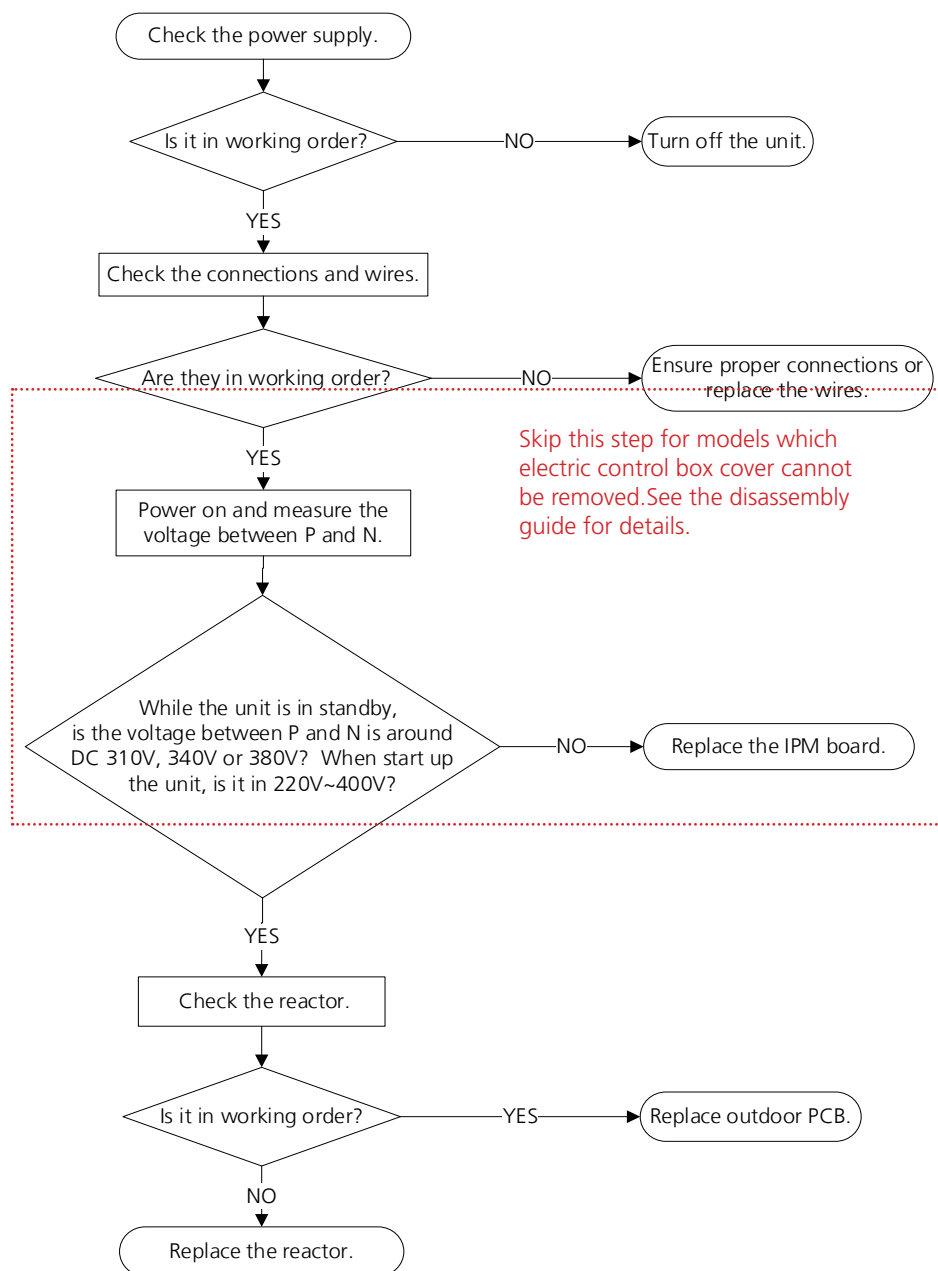 Check the power supply.
Is it in working order?
NO
Turn off the unit.
YES
Check the connections and wires.
Are they in working order?
NO
Ensure proper connections or
replace the wires.
YES
Skip this step for models which
electric control box cover cannot
be removed.See the disassembly
guide for details.
Power on and measure the
voltage between P and N.
While the unit is in standby,
is the voltage between P and N is around
DC 310V, 340V or 380V? When start up
the unit, is it in 220V~400V?
NO
Replace the IPM board.
YES
Check the reactor.
Is it in working order?
YES
Replace outdoor PCB.
NO
Replace the reactor.